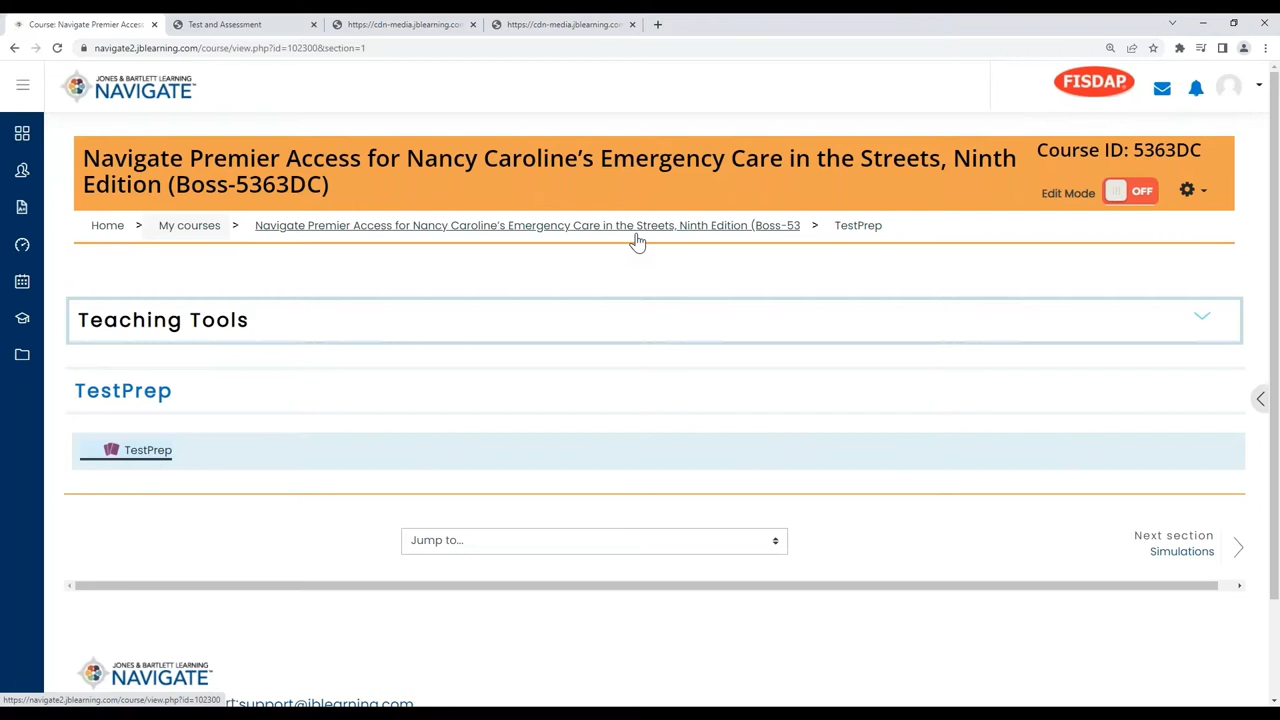 Course: Navigate Premier Access
Test and Assessment
https://cdn-media.jblearning.com
https://cdn-media.jblearning.com
navigate2.jblearning.com/course/view.php?id=102300&section=1
JONES & BARTLETT LEARNING
NAVIGATE
FISDAP
Navigate Premier Access for Nancy Caroline's Emergency Care in the Streets, Ninth
Edition (Boss-5363DC)
Course ID: 5363DC
Edit Mode OFF
Home > My courses > Navigate Premier Access for Nancy Caroline's Emergency Care in the Streets, Ninth Edition (Boss-53 > TestPrep
Teaching Tools
TestPrep
TestPrep
Jump to...
Next section
Simulations
JONES & BARTLETT LEARNING
NAVIGATE
https://navigate2.jblearning.com/course/view.php?id=102300
rt:support@jblearning.com